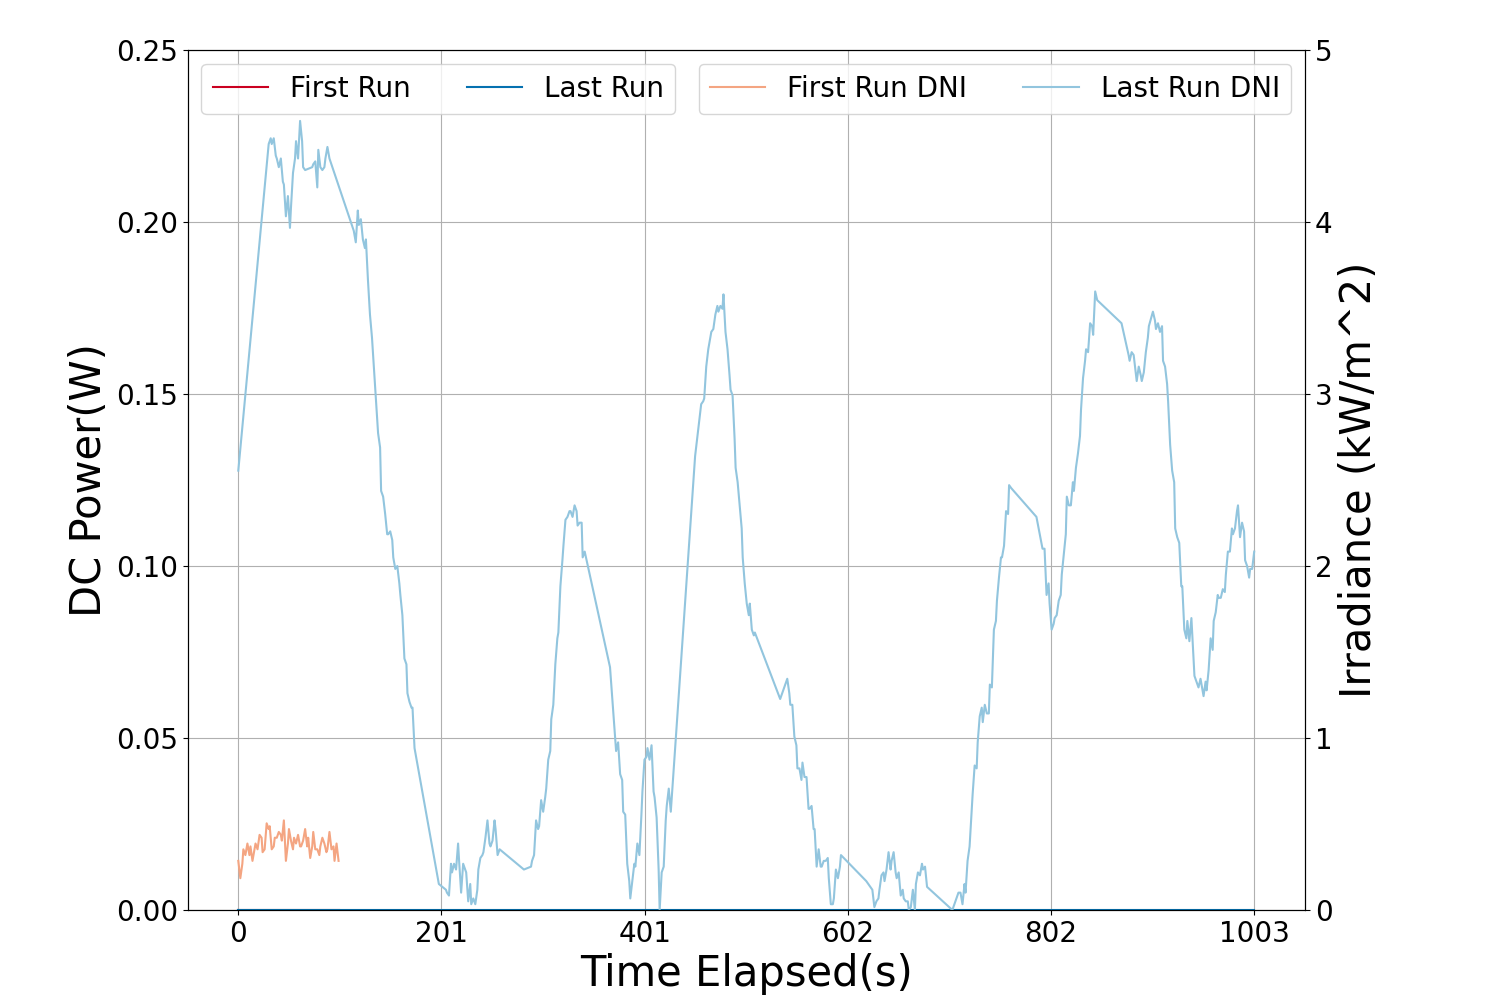 First Run Last Run First Run DNI Last Run DNI
0.25
0.20
0.15
0.10
0.05
0.00
DC Power(W)
5
4
3
2
1
0
Irradiance (kW/m^2)
0 201 401 602 802 1003
Time Elapsed(s)